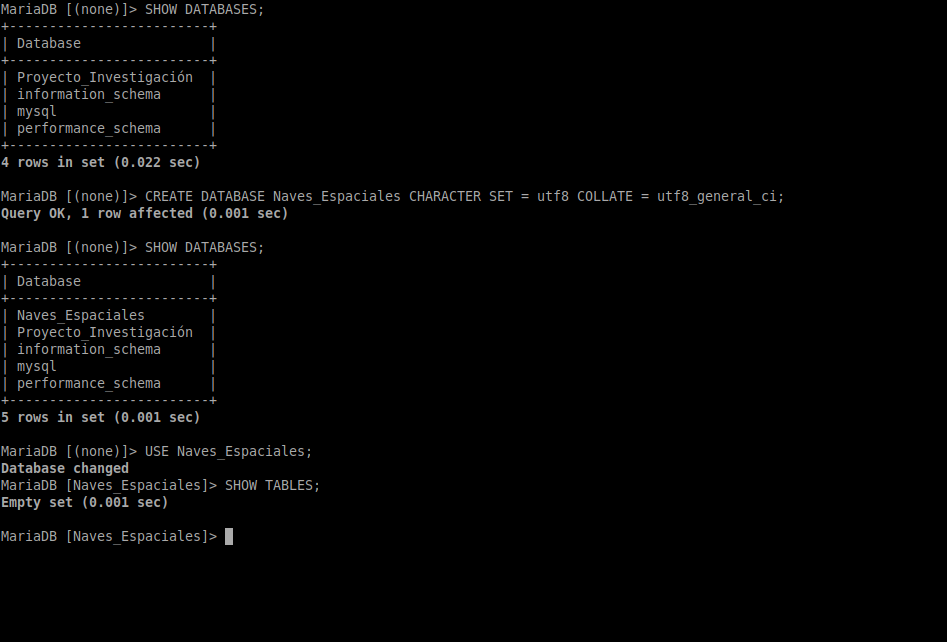 MariaDB [(none)]> SHOW DATABASES;
+-------------------------+
| Database                |
+-------------------------+
| Proyecto_Investigación  |
| information_schema      |
| mysql                   |
| performance_schema      |
+-------------------------+
4 rows in set (0.022 sec)
MariaDB [(none)]> CREATE DATABASE Naves_Espaciales CHARACTER SET = utf8 COLLATE = utf8_general_ci;
Query OK, 1 row affected (0.001 sec)
MariaDB [(none)]> SHOW DATABASES;
+-------------------------+
| Database                |
+-------------------------+
| Naves_Espaciales        |
| Proyecto_Investigación  |
| information_schema      |
| mysql                   |
| performance_schema      |
+-------------------------+
5 rows in set (0.001 sec)
MariaDB [(none)]> USE Naves_Espaciales;
Database changed
MariaDB [Naves_Espaciales]> SHOW TABLES;
Empty set (0.001 sec)
MariaDB [Naves_Espaciales]>